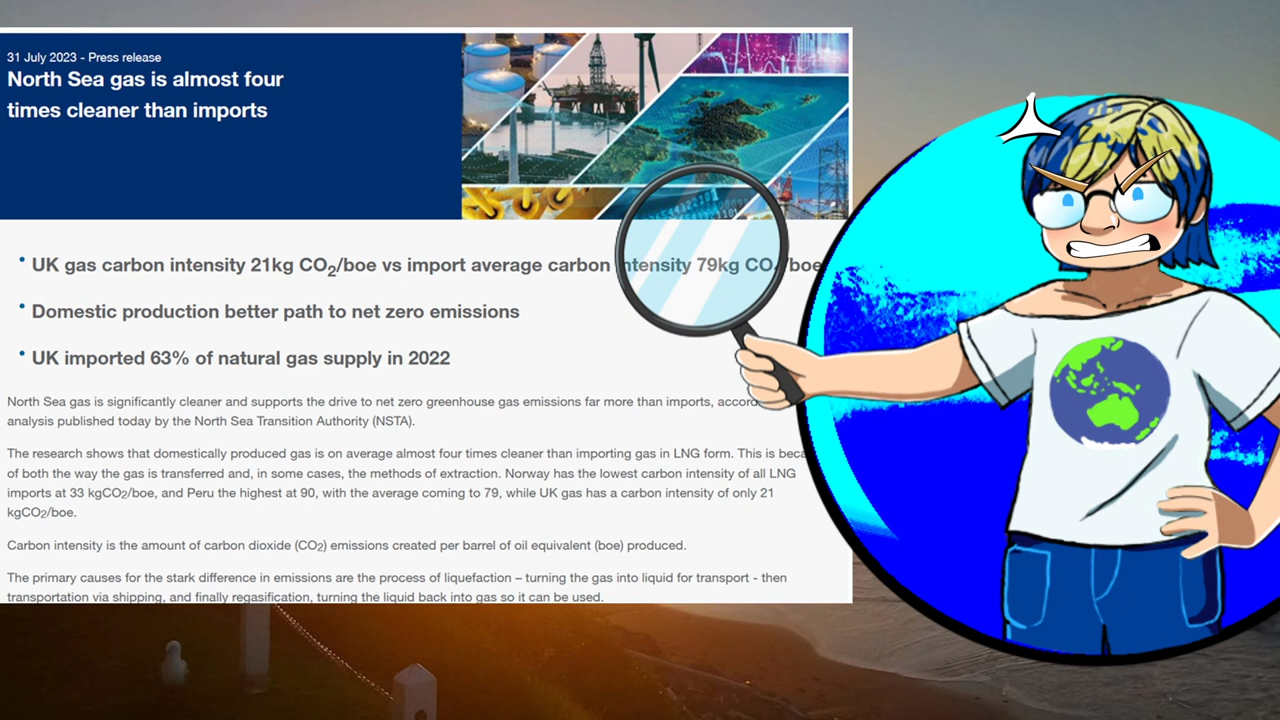 31 July 2023 - Press release
North Sea gas is almost four
times cleaner than imports
UK gas carbon intensity 21kg CO2/boe vs import average carbon intensity 79kg CO2/boe
Domestic production better path to net zero emissions
UK imported 63% of natural gas supply in 2022
North Sea gas is significantly cleaner and supports the drive to net zero greenhouse gas emissions far more than imports,
analysis published today by the North Sea Transition Authority (NSTA).
The research shows that domestically produced gas is on average almost four times cleaner than importing gas in LNG form. This is
of both the way the gas is transferred and, in some cases, the methods of extraction. Norway has the lowest carbon intensity of all LNG
imports at 33 kgCO2/boe, and Peru the highest at 90, with the average coming to 79, while UK gas has a carbon intensity of only 21
kgCO2/boe.
Carbon intensity is the amount of carbon dioxide (CO2) emissions created per barrel of oil equivalent (boe) produced.
The primary causes for the stark difference in emissions are the process of liquefaction – turning the gas into liquid for transport - then
transportation via shipping, and finally regasification, turning the liquid back into gas so it can be used.